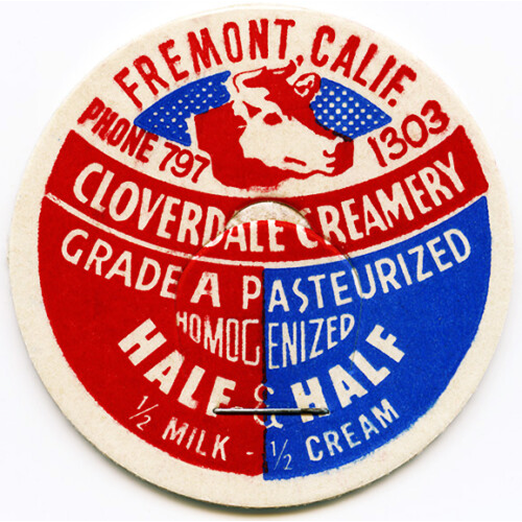 FREMONT, CALIF.
PHONE 797 1303
CLOVERDALE CREAMERY
GRADE A PASTEURIZED
HOMOGENIZED
HALF & HALF
½ MILK - ½ CREAM